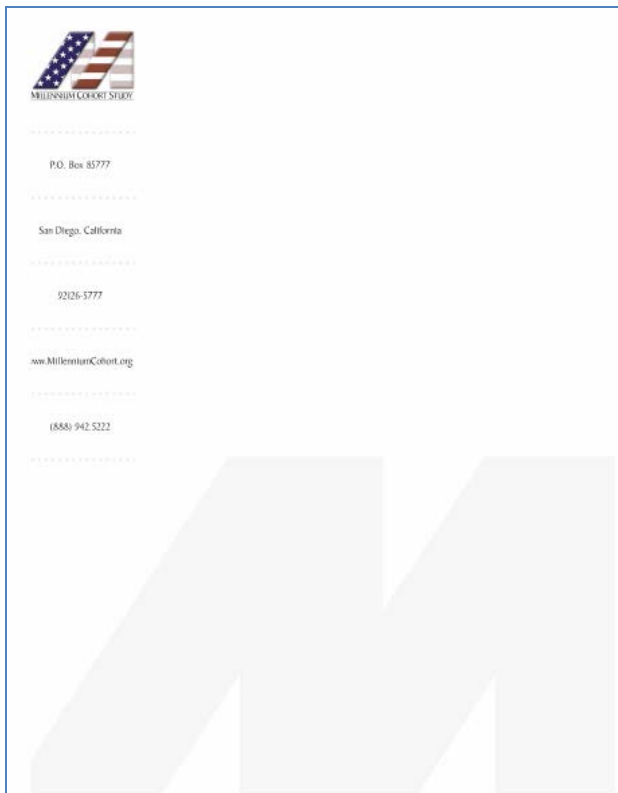 MILLENNIUM COHORT STUDY
P.O. Box 85777
San Diego, California
92126-5777
ww.MillenniumCohort.org
(888) 942.5222